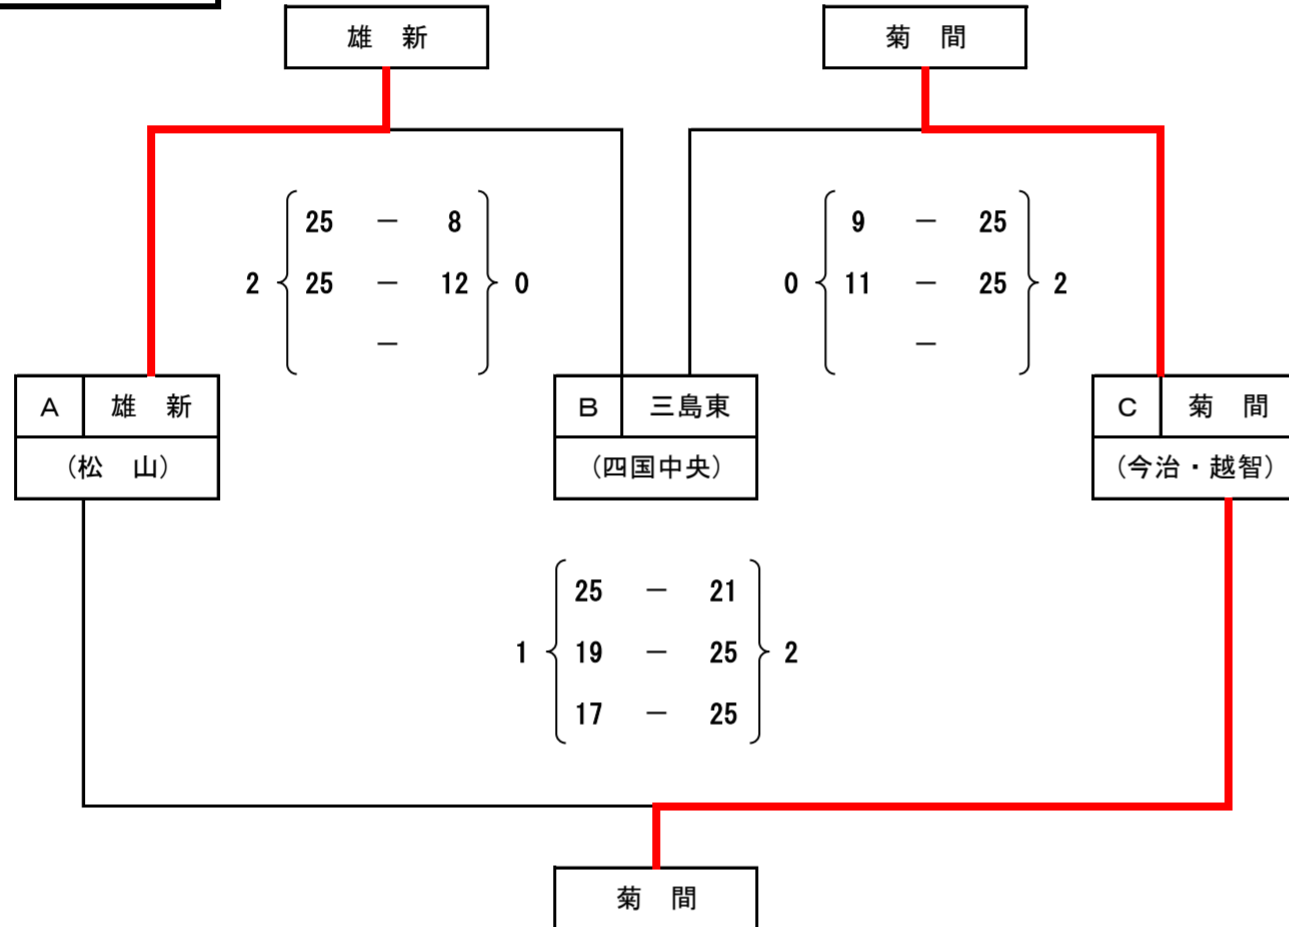 雄 新
菊 間
25 － 8
2 25 － 12 0
－
9 － 25
0 11 － 25 2
－
A 雄 新
(松 山)
B 三島東
(四国中央)
C 菊 間
(今治・越智)
25 － 21
1 19 － 25 2
17 － 25
菊 間